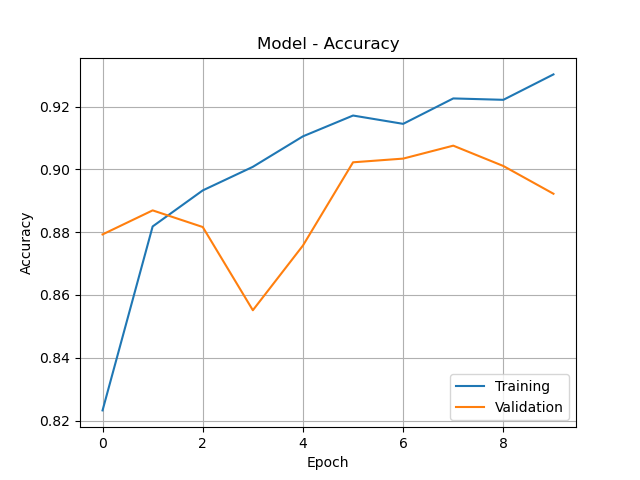 Model - Accuracy
Accuracy
0.92
0.90
0.88
0.86
0.84
0.82
0 2 4 6 8
Epoch
Training
Validation